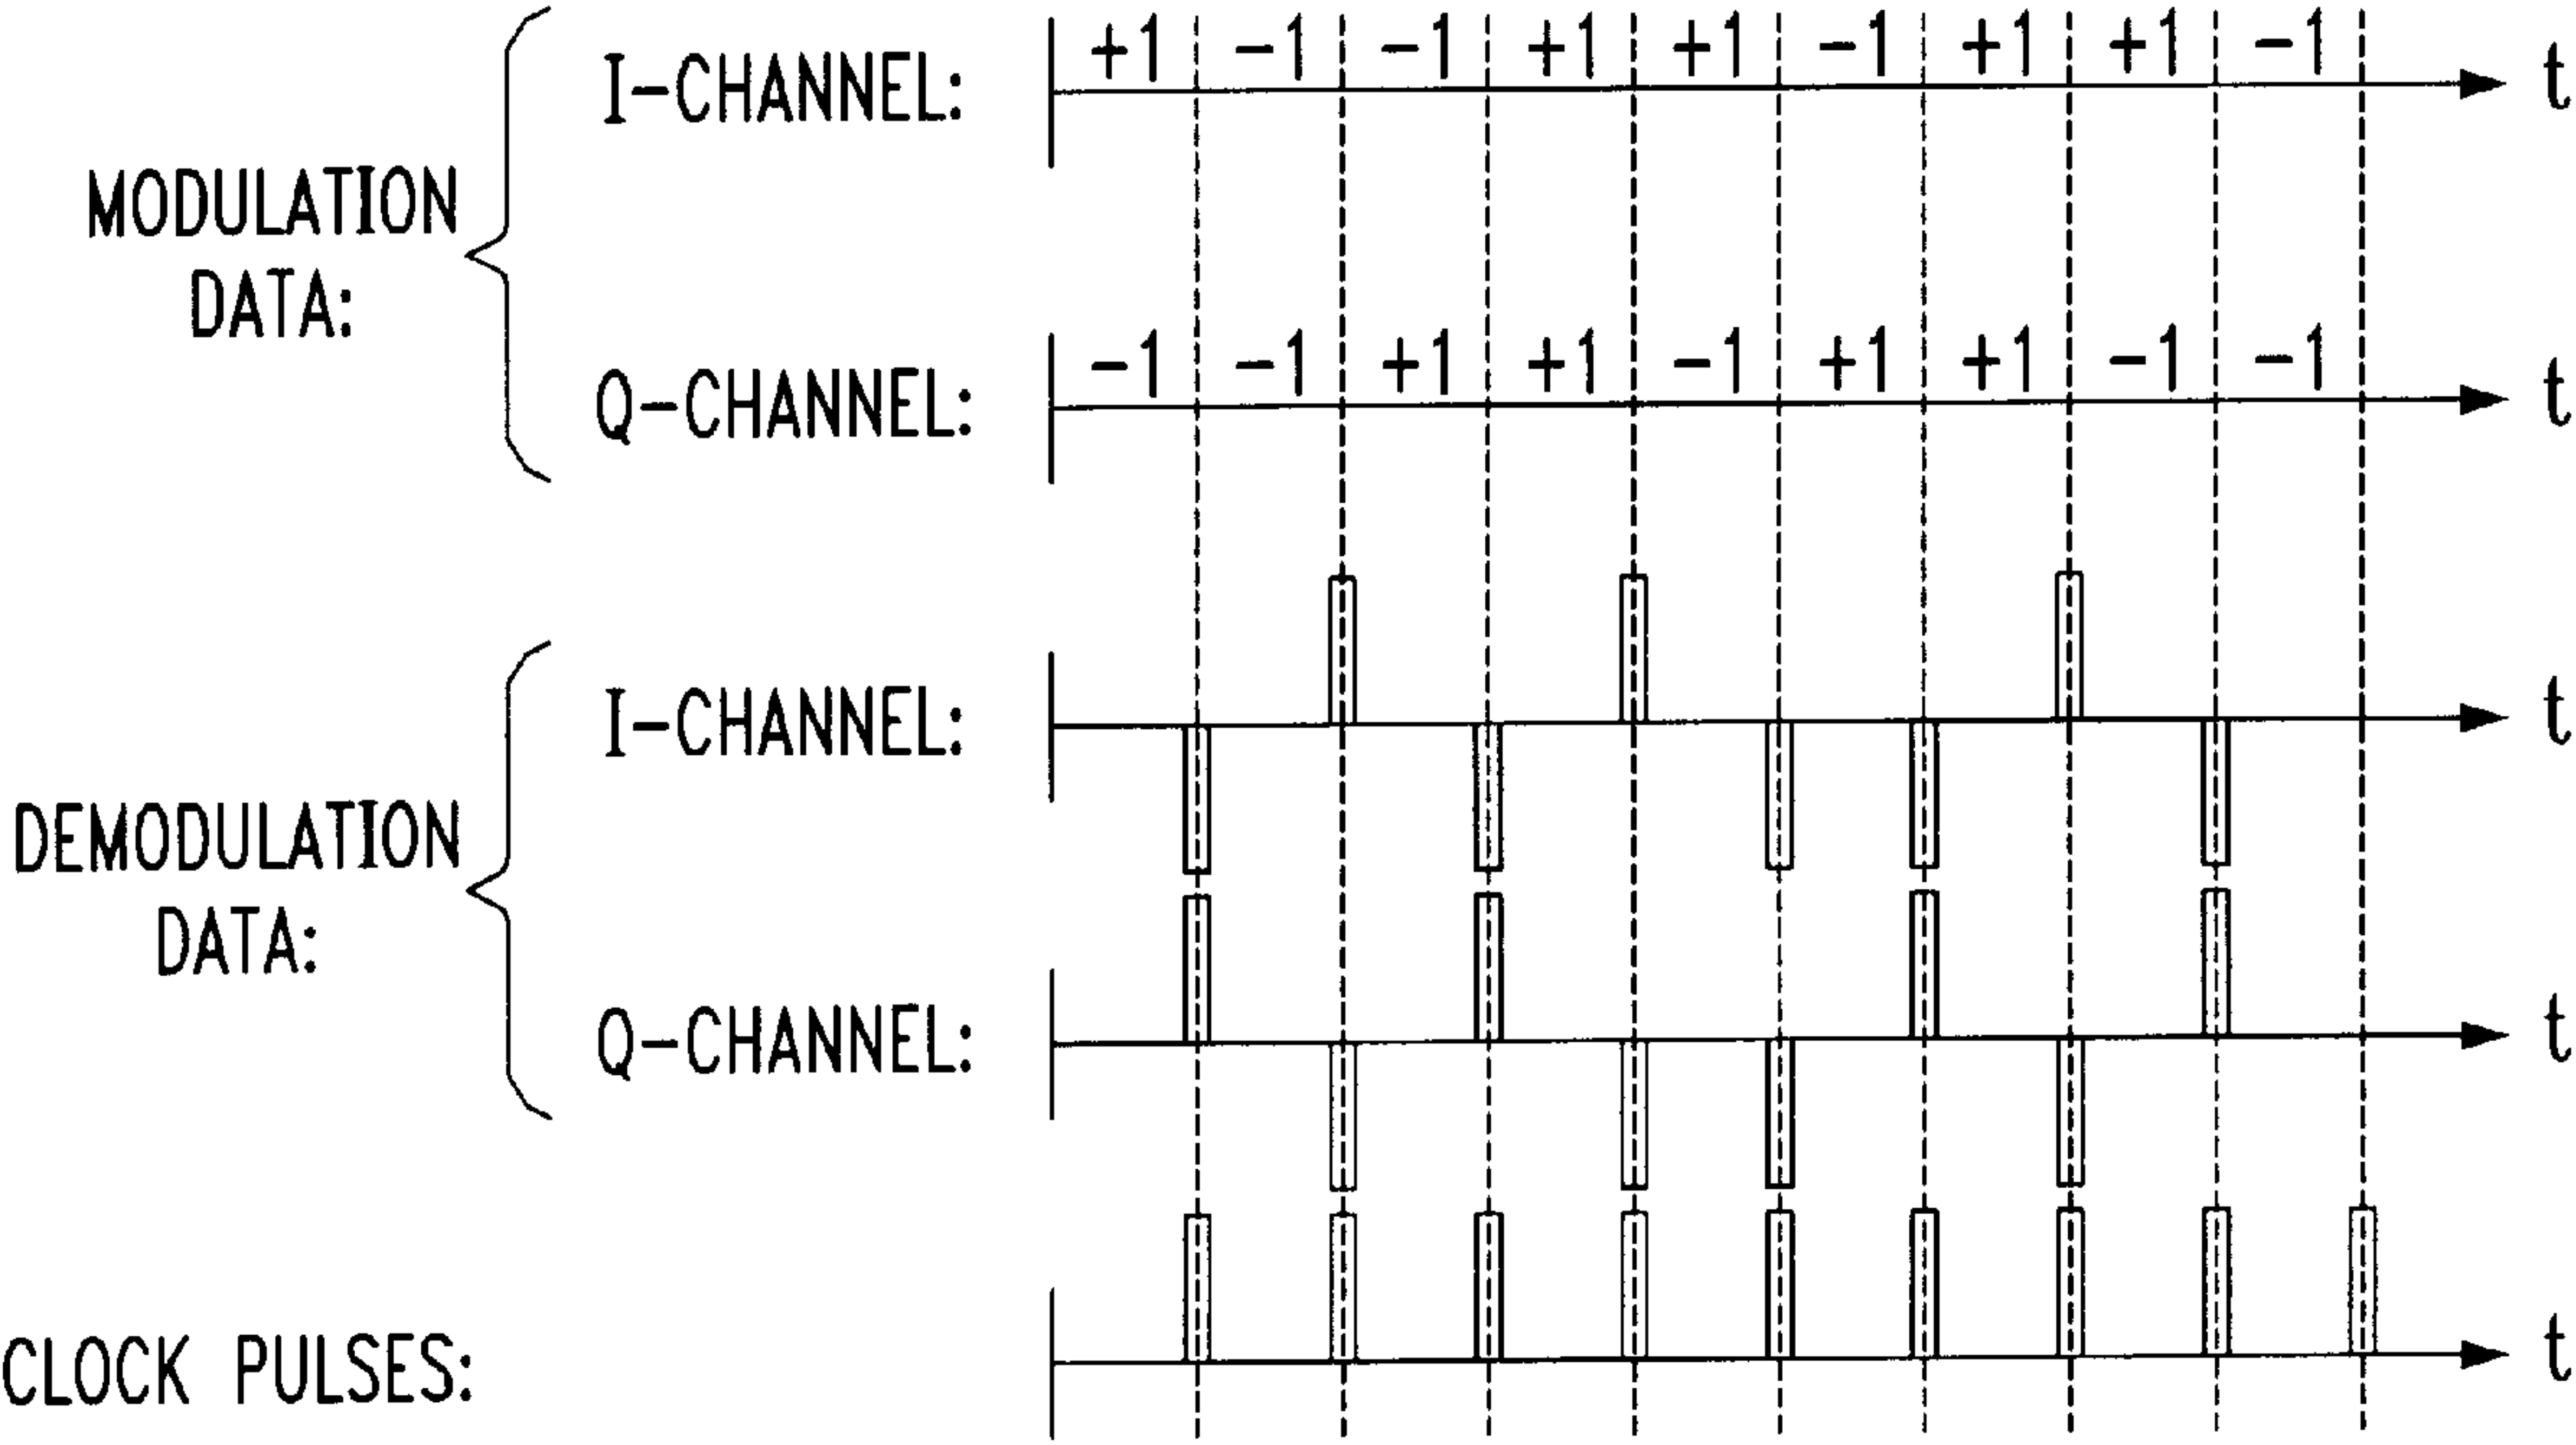 I-CHANNEL: +1 -1 -1 +1 +1 -1 +1 +1 -1 t
MODULATION
DATA:
Q-CHANNEL: -1 -1 +1 +1 -1 +1 +1 -1 -1 t
I-CHANNEL: t
DEMODULATION
DATA:
Q-CHANNEL: t
CLOCK PULSES: t